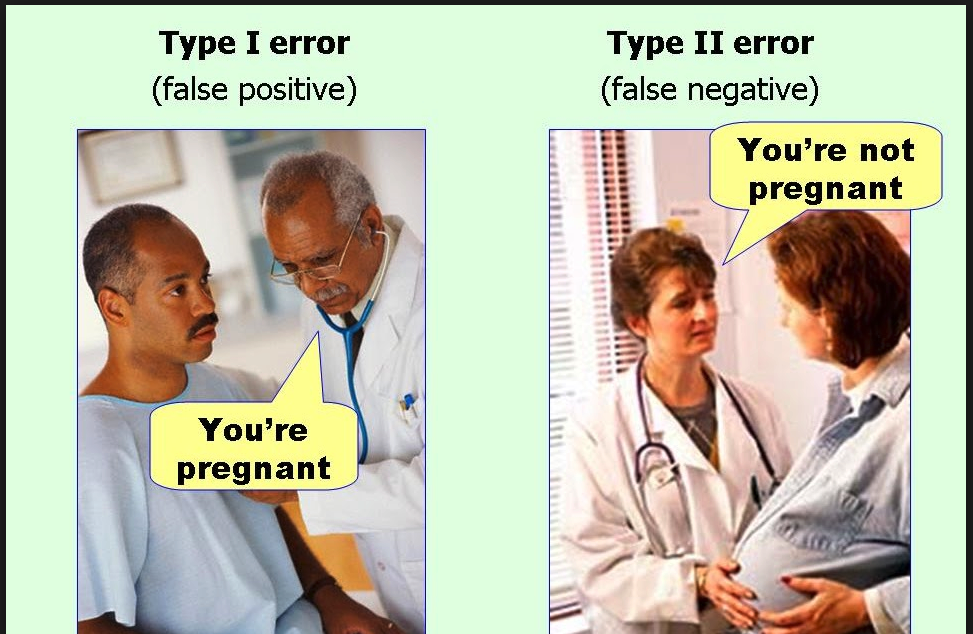 Type I error
(false positive)
You're
pregnant
Type II error
(false negative)
You're not
pregnant